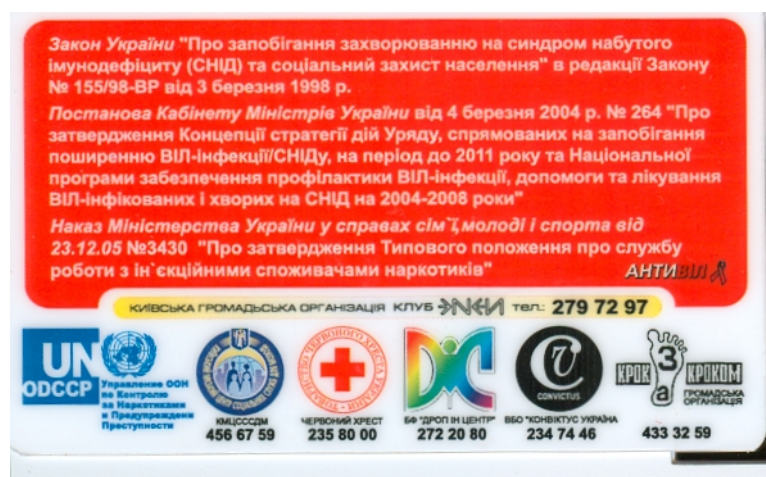 Закон України "Про запобігання захворюванню на синдром набутого
імунодефіциту (СНІД) та соціальний захист населення" в редакції Закону
№ 155/98-ВР від 3 березня 1998 р.
Постанова Кабінету Міністрів України від 4 березня 2004 р. № 264 "Про
затвердження Концепції стратегії дій Уряду, спрямованих на запобігання
поширенню ВІЛ-інфекції/СНІДу, на період до 2011 року та Національної
програми забезпечення профілактики ВІЛ-інфекції, допомоги та лікування
ВІЛ-інфікованих і хворих на СНІД на 2004-2008 роки"
Наказ Міністерства України у справах сім`ї,молоді і спорта від
23.12.05 №3430 "Про затвердження Типового положення про службу
роботи з ін`єкційними споживачами наркотиків"
АНТИВІЛ
КИЇВСЬКА ГРОМАДЬСЬКА ОРГАНІЗАЦІЯ КЛУБ ЭNЕЙ тел.: 279 72 97
UN
ODCCP
Управление ООН
по Контролю
за Наркотиками
и Предупреждени
Преступности
КМЦСССДМ
456 67 59
ТОВАРИСТВО ЧЕРВОНОГО ХРЕСТА УКРАЇНИ
ЧЕРВОНИЙ ХРЕСТ
235 80 00
БФ "ДРОП ІН ЦЕНТР"
272 20 80
CONVICTUS
ВБО "КОНВІКТУС УКРАЇНА
234 74 46
КРОК За КРОКОМ
ГРОМАДСЬКА
ОРГАНІЗАЦІЯ
433 32 59